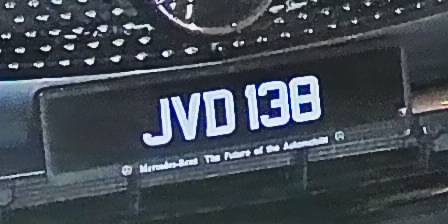 JVD 138
Mercedes-Benz The Future of the Automobile